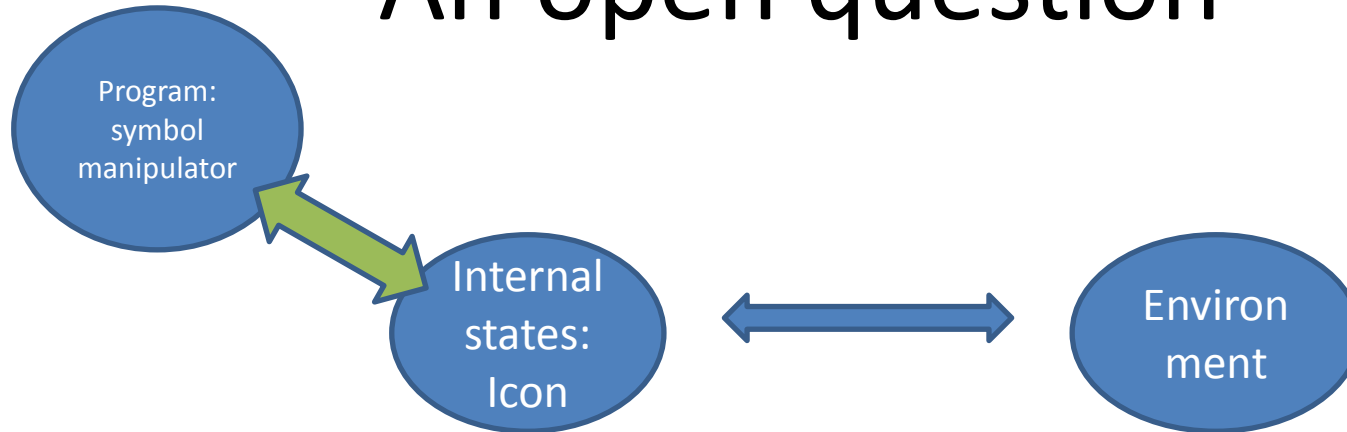 An open question
Program:
symbol
manipulator
Internal
states:
Icon
Environ
ment